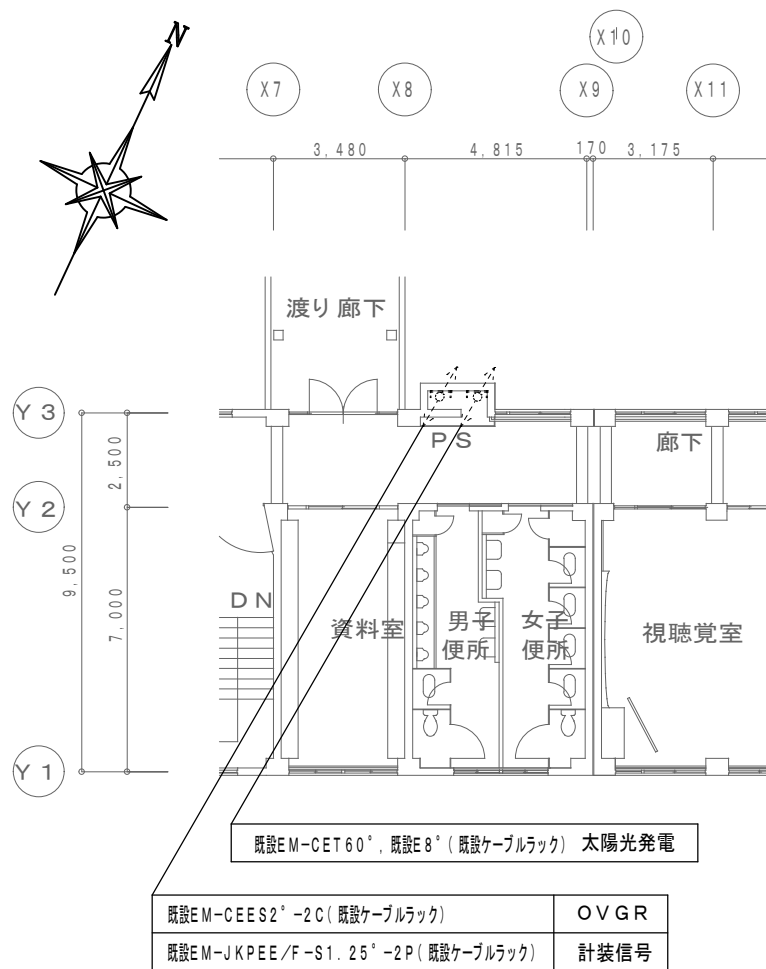 N
X10
X7 X8 X9 X11
3,480 4,815 170 3,175
渡り廊下
Y3
PS
廊下
2,500
Y2
9,500
7,000
DN
資料室
男子
便所
女子
便所
視聴覚室
Y1
既設EM-CET60°,既設E8°(既設ケーブルラック) 太陽光発電
既設EM-CEES2°-2C(既設ケーブルラック) OVGR
既設EM-JKPEE/F-S1.25°-2P(既設ケーブルラック) 計装信号